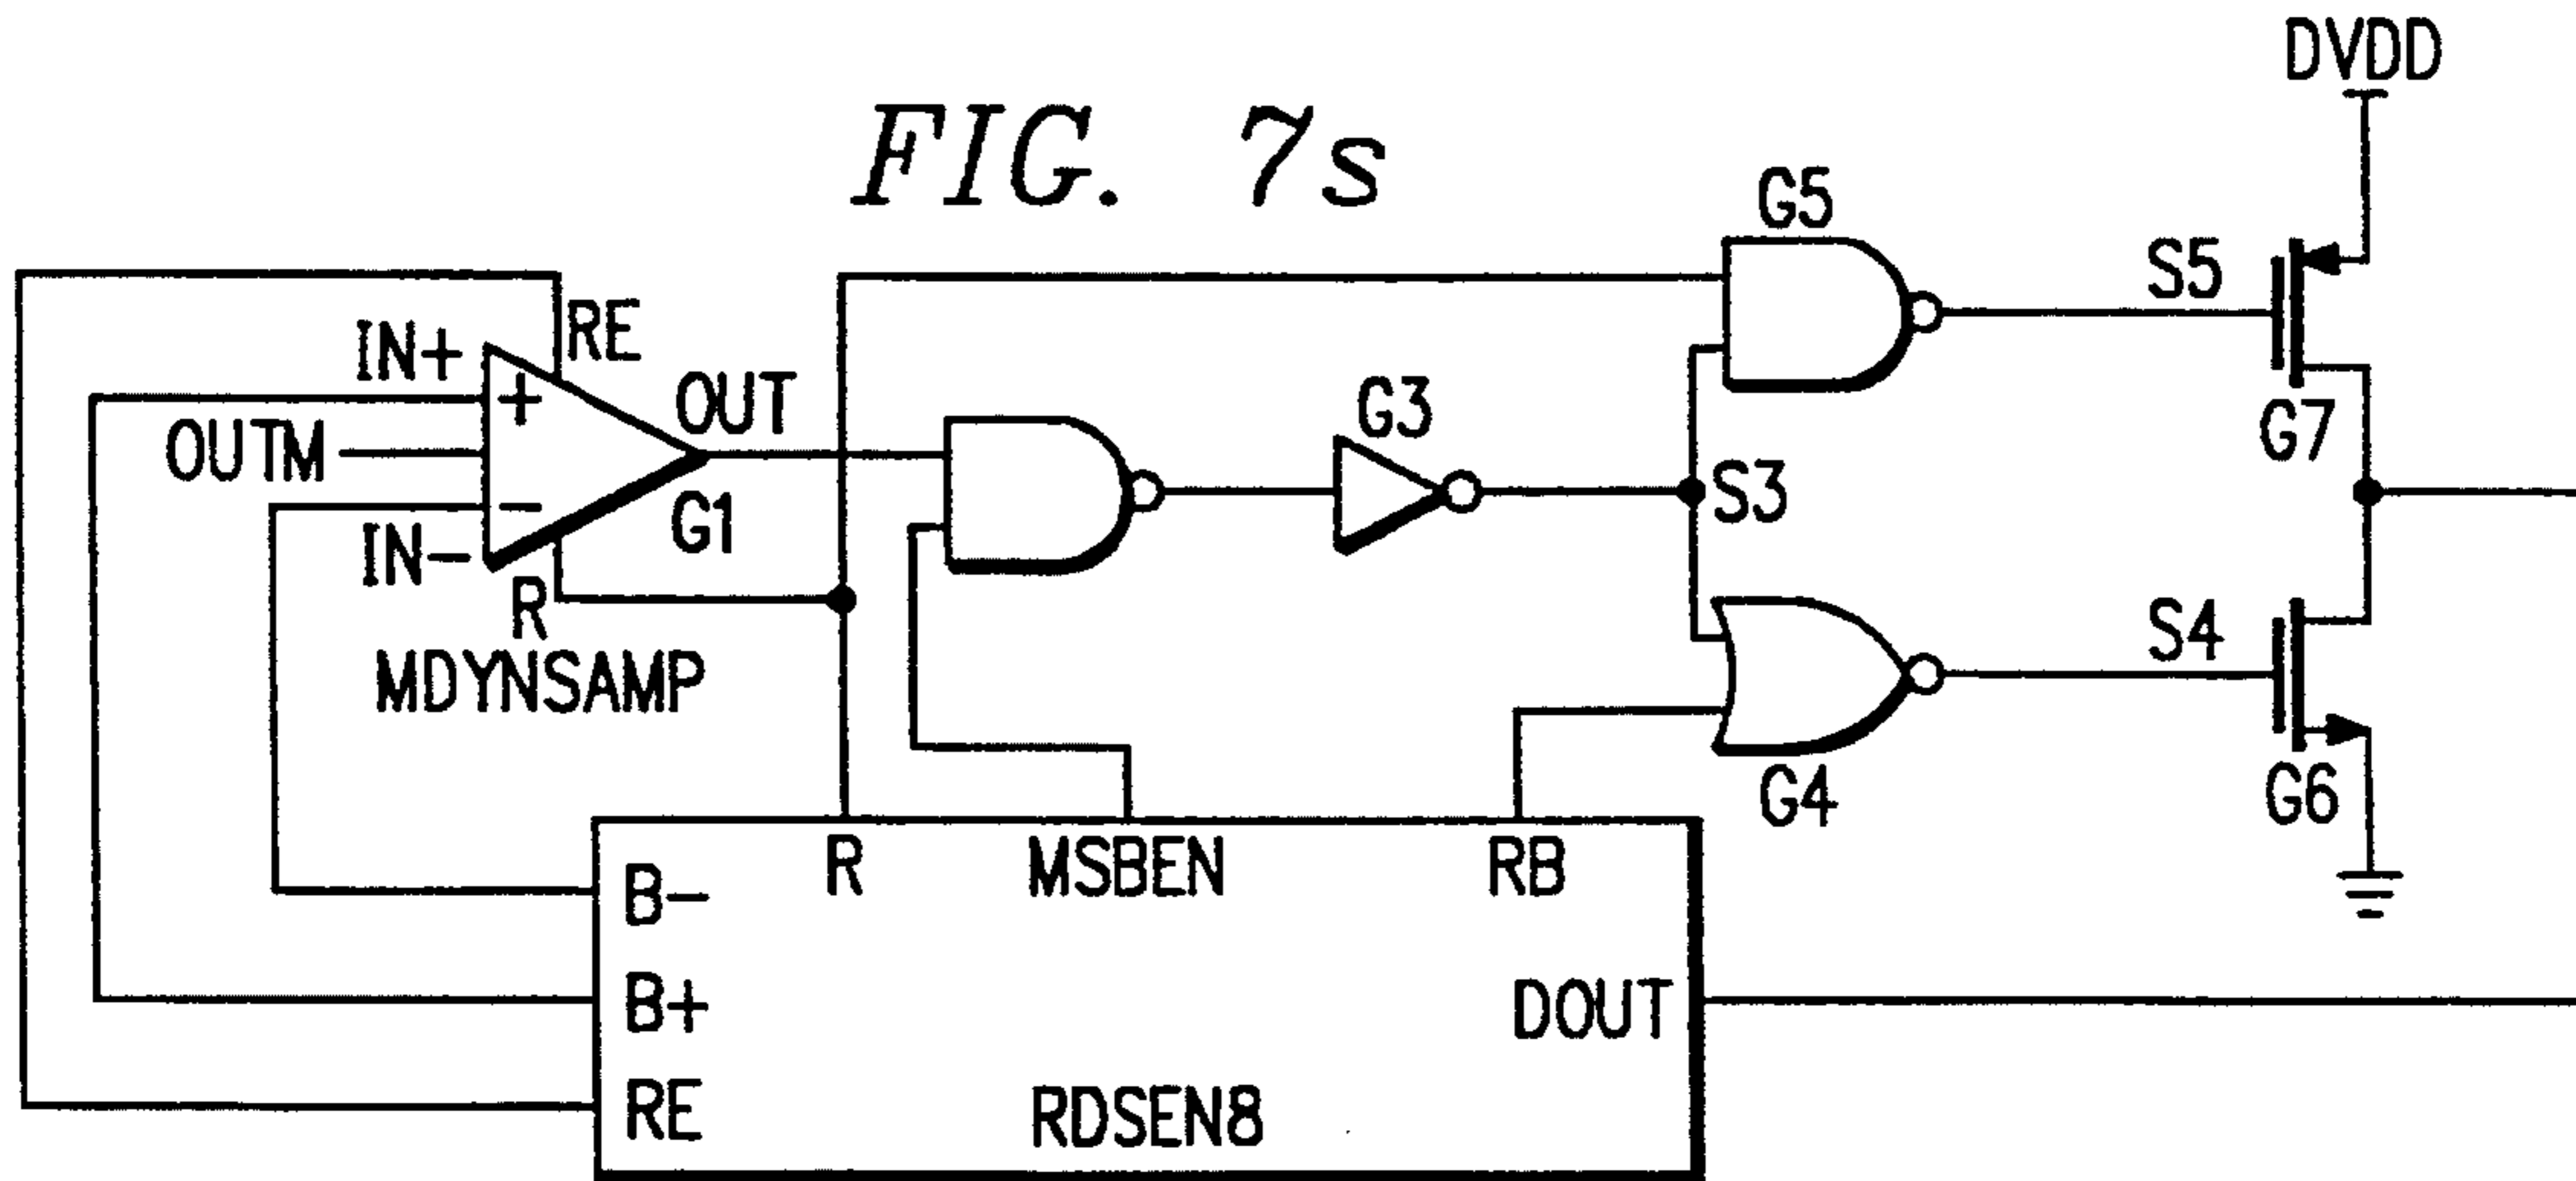 DVDD
FIG. 7s
G5
S5
RE
IN+
+
OUT
G3
G7
OUTM
S3
-
G1
IN-
R
S4
MDYNSAMP
G4
G6
R
MSBEN
RB
B-
B+
DOUT
RE
RDSEN8